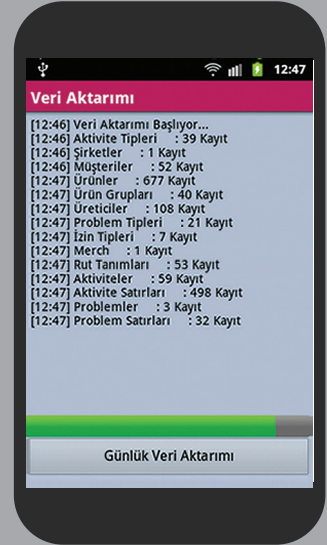 12:47
Veri Aktarımı
[12:46] Veri Aktarımı Başlıyor...
[12:46] Aktivite Tipleri : 39 Kayıt
[12:46] Şirketler : 1 Kayıt
[12:46] Müşteriler : 52 Kayıt
[12:47] Ürünler : 677 Kayıt
[12:47] Ürün Grupları : 40 Kayıt
[12:47] Üreticiler : 108 Kayıt
[12:47] Problem Tipleri : 21 Kayıt
[12:47] İzin Tipleri : 7 Kayıt
[12:47] Merch : 1 Kayıt
[12:47] Rut Tanımları : 53 Kayıt
[12:47] Aktiviteler : 59 Kayıt
[12:47] Aktivite Satırları : 498 Kayıt
[12:47] Problemler : 3 Kayıt
[12:47] Problem Satırları : 32 Kayıt
Günlük Veri Aktarımı